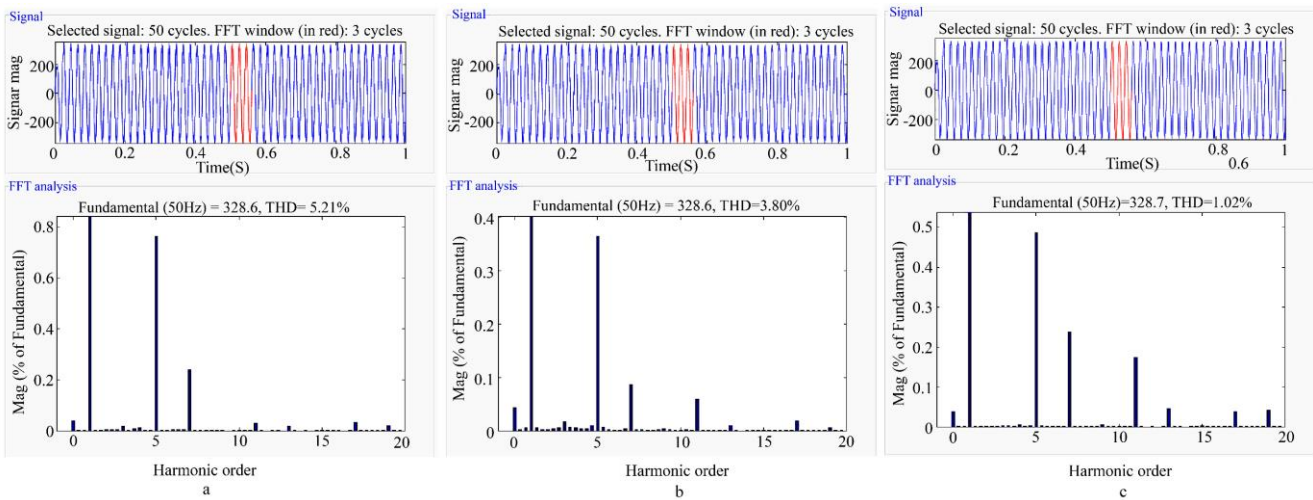 Signal
Selected signal: 50 cycles. FFT window (in red): 3 cycles
Signar mag
200
0
-200
0 0.2 0.4 0.6 0.8 1
Time(S)
FFT analysis
Fundamental (50Hz) = 328.6, THD= 5.21%
Mag (% of Fundamental)
0.8
0.6
0.4
0.2
0
0 5 10 15 20
Harmonic order
a
Signal
Selected signal: 50 cycles. FFT window (in red): 3 cycles
Signar mag
200
0
-200
0 0.2 0.4 0.6 0.8 1
Time(S)
FFT analysis
Fundamental (50Hz) = 328.6, THD=3.80%
Mag (% of Fundamental)
0.4
0.3
0.2
0.1
0
0 5 10 15 20
Harmonic order
b
Signal
Selected signal: 50 cycles. FFT window (in red): 3 cycles
Signar mag
200
0
-200
0 0.2 0.4 0.6 0.8 1
Time(S) 0.6
FFT analysis
Fundamental (50Hz)=328.7, THD=1.02%
Mag (% of Fundamental)
0.5
0.4
0.3
0.2
0.1
0
0 5 10 15 20
Harmonic order
c